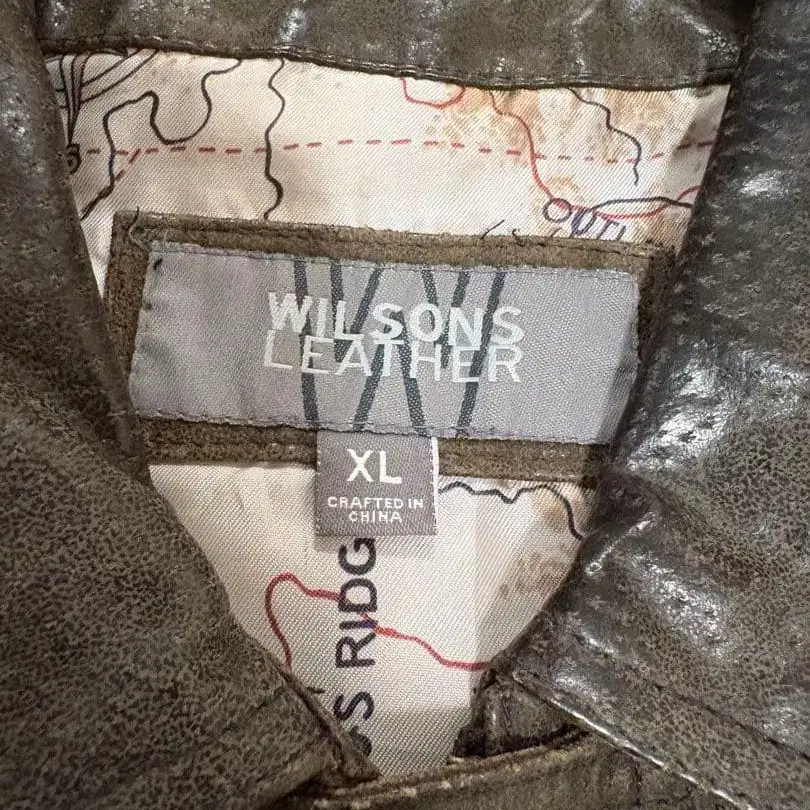 WILSONS
LEATHER
XL
CRAFTED IN
CHINA
RIDG